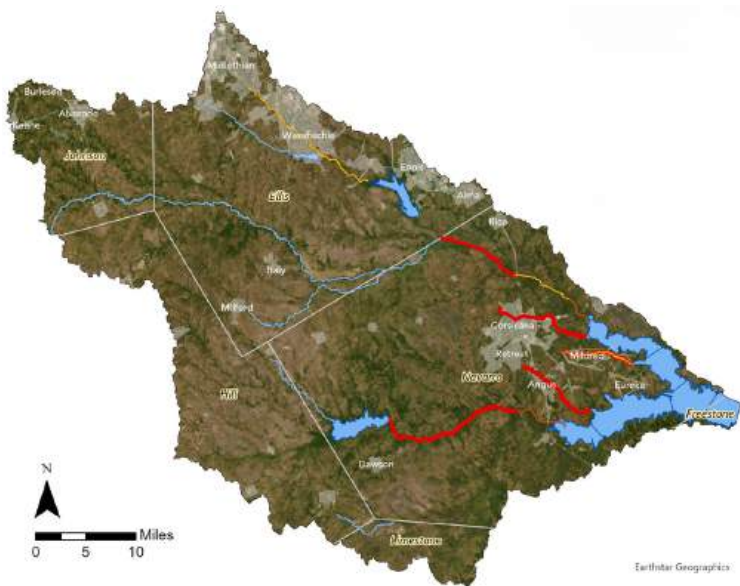 Midlothian
Burleson
Alvarado
Keene
Waxahachie
Johnson
Ennis
Ellis
Alma
Rice
Italy
Milford
Corsicana
Retreat
Mildred
Navarro
Angus
Eureka
Hill
Freestone
Dawson
N
Miles
0 5 10
Limestone
Earthstar Geographics